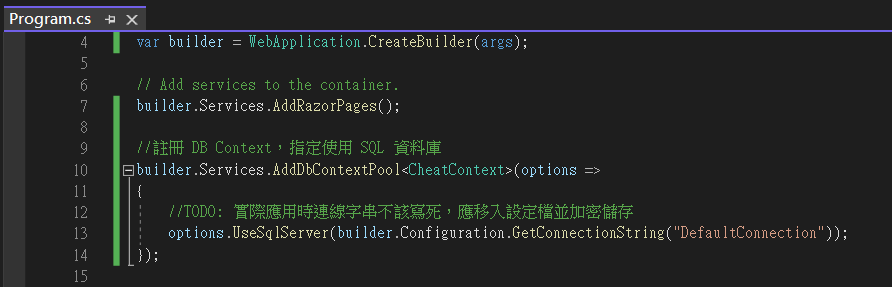 Program.cs
4 var builder = WebApplication.CreateBuilder(args);
5
6 // Add services to the container.
7 builder.Services.AddRazorPages();
8
9 //註冊 DB Context，指定使用 SQL 資料庫
10 builder.Services.AddDbContextPool<CheatContext>(options =>
11 {
12 //TODO: 實際應用時連線字串不該寫死，應移入設定檔並加密儲存
13 options.UseSqlServer(builder.Configuration.GetConnectionString("DefaultConnection"));
14 });
15